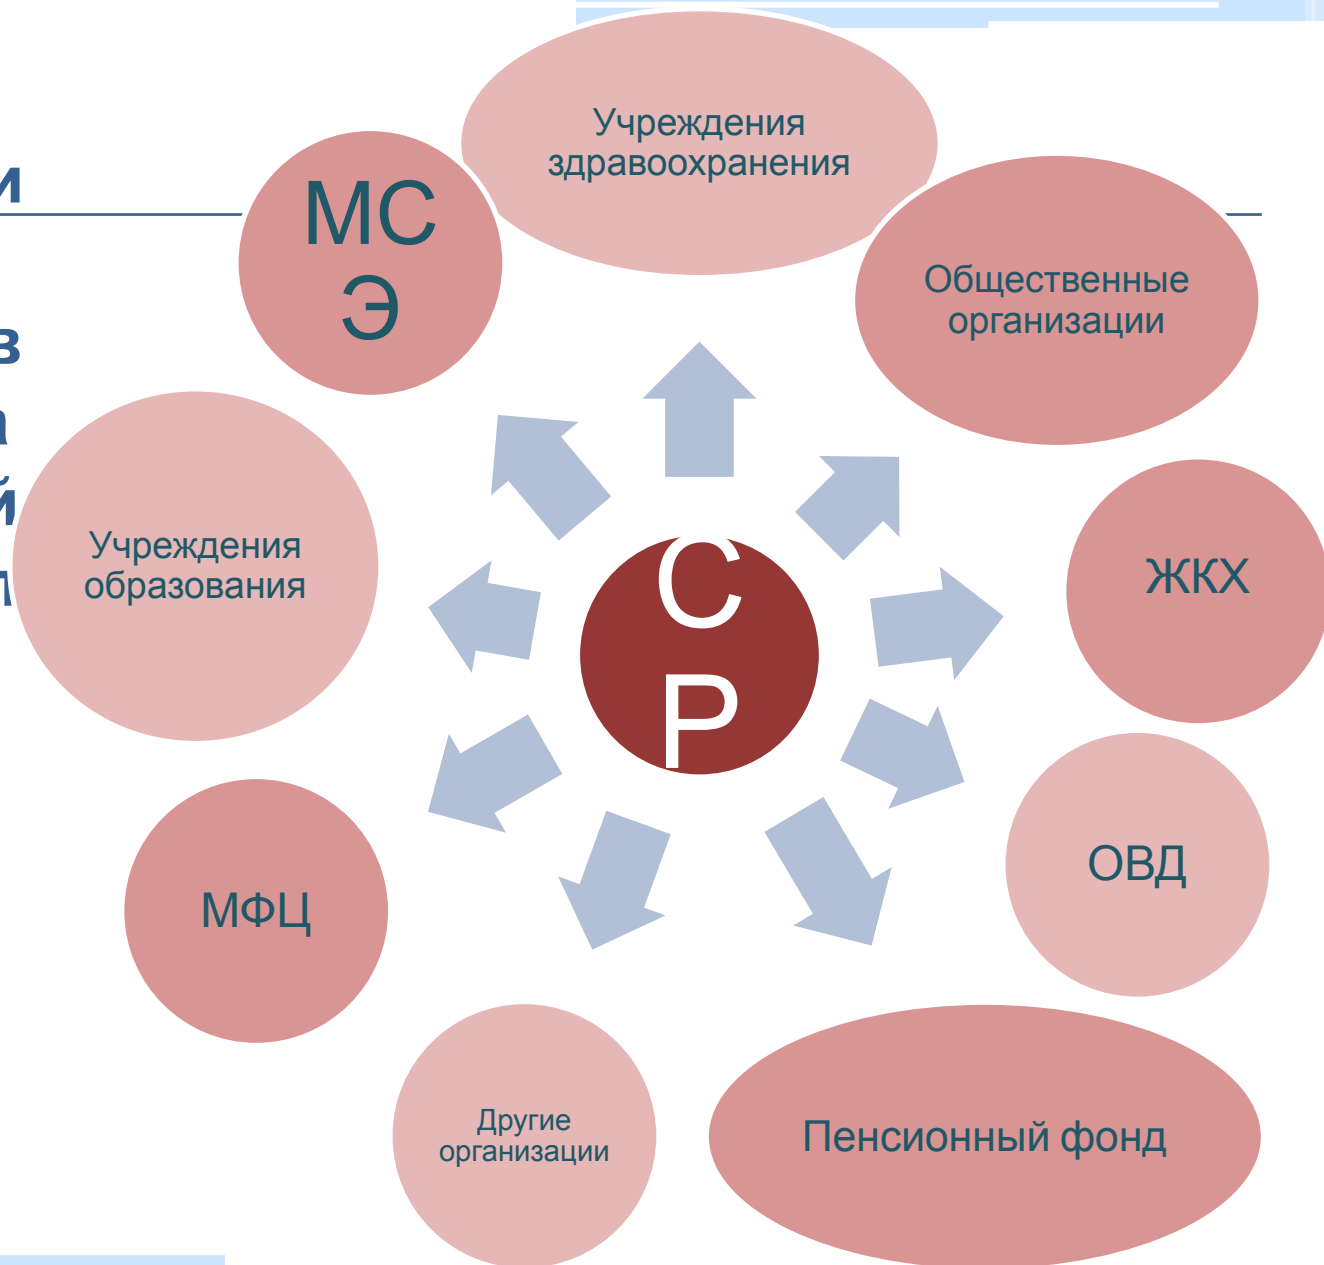 Учреждения
здравоохранения
МС
Э
Общественные
организации
Учреждения
образования
ЖКХ
С
Р
ОВД
МФЦ
Другие
организации
Пенсионный фонд